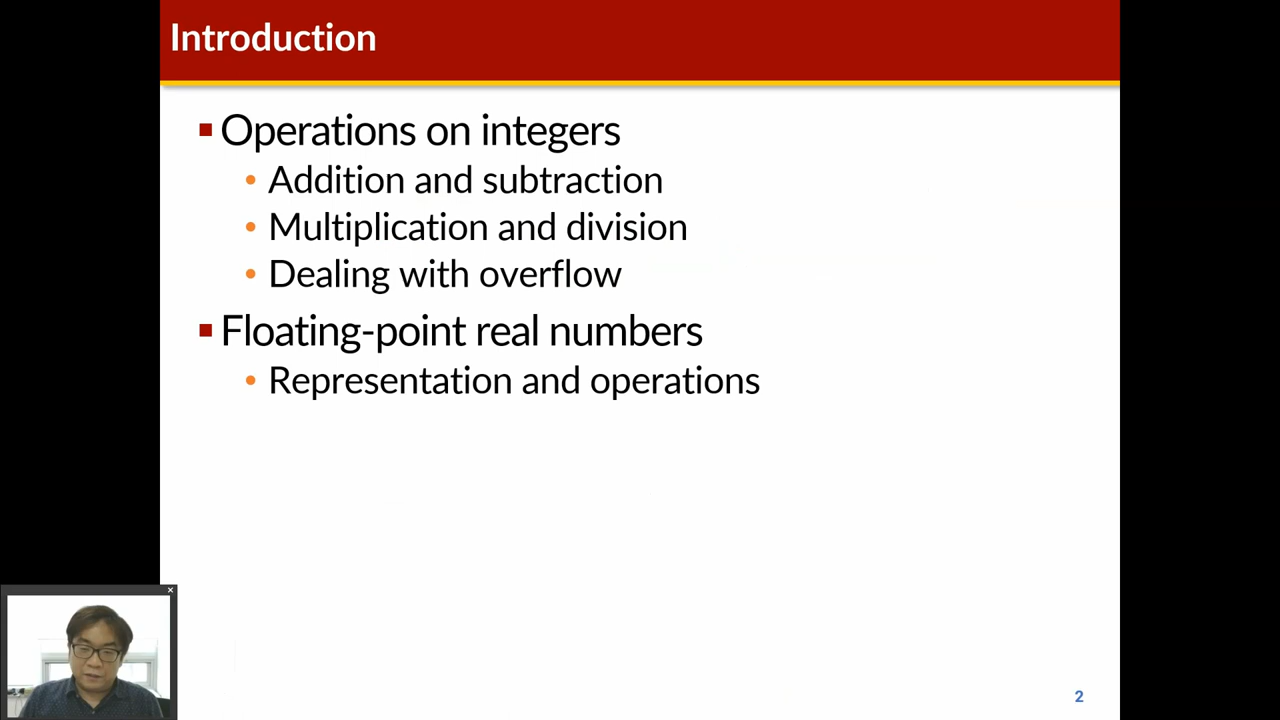 Introduction
Operations on integers
Addition and subtraction
Multiplication and division
Dealing with overflow
Floating-point real numbers
Representation and operations
2